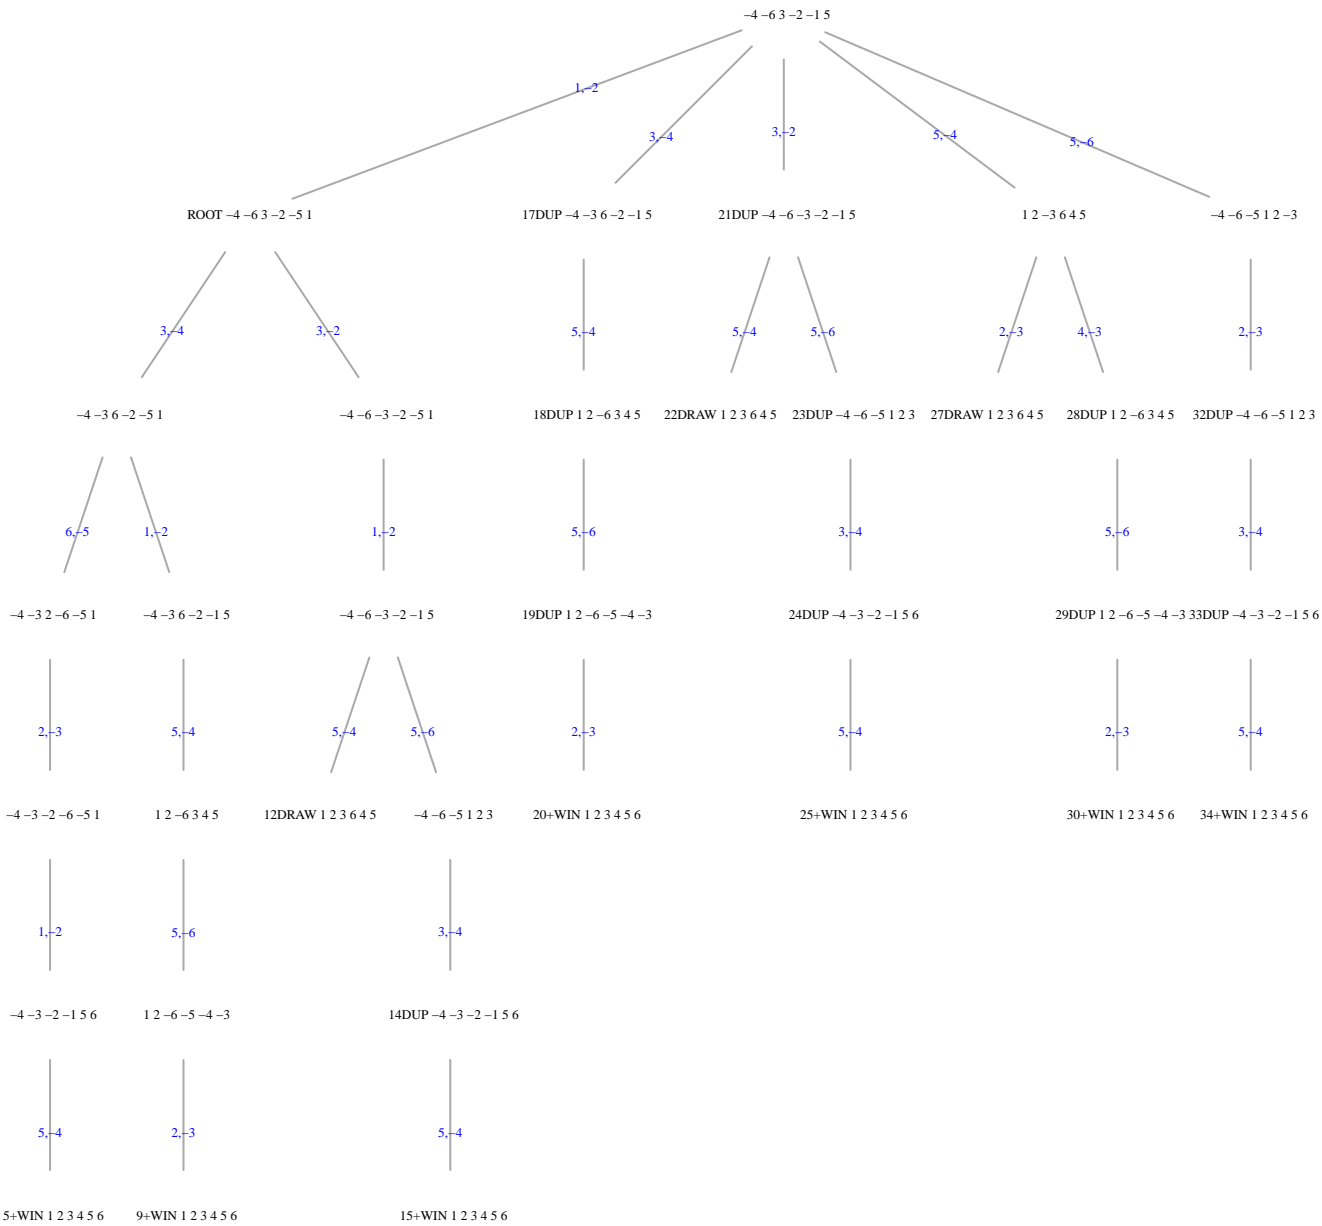 −4 −6 3 −2 −1 5
1,−2
3,−4
3,−2
5,−4
5,−6
ROOT −4 −6 3 −2 −5 1
17DUP −4 −3 6 −2 −1 5
21DUP −4 −6 −3 −2 −1 5
1 2 −3 6 4 5
−4 −6 −5 1 2 −3
3,−4
3,−2
5,−4
5,−4
5,−6
2,−3
4,−3
2,−3
−4 −3 6 −2 −5 1
−4 −6 −3 −2 −5 1
18DUP 1 2 −6 3 4 5
22DRAW 1 2 3 6 4 5
23DUP −4 −6 −5 1 2 3
27DRAW 1 2 3 6 4 5
28DUP 1 2 −6 3 4 5
32DUP −4 −6 −5 1 2 3
6,−5
1,−2
1,−2
5,−6
3,−4
5,−6
3,−4
−4 −3 2 −6 −5 1
−4 −3 6 −2 −1 5
−4 −6 −3 −2 −1 5
19DUP 1 2 −6 −5 −4 −3
24DUP −4 −3 −2 −1 5 6
29DUP 1 2 −6 −5 −4 −3
33DUP −4 −3 −2 −1 5 6
2,−3
5,−4
5,−4
5,−6
2,−3
5,−4
2,−3
5,−4
−4 −3 −2 −6 −5 1
1 2 −6 3 4 5
12DRAW 1 2 3 6 4 5
−4 −6 −5 1 2 3
20+WIN 1 2 3 4 5 6
25+WIN 1 2 3 4 5 6
30+WIN 1 2 3 4 5 6
34+WIN 1 2 3 4 5 6
1,−2
5,−6
3,−4
−4 −3 −2 −1 5 6
1 2 −6 −5 −4 −3
14DUP −4 −3 −2 −1 5 6
5,−4
2,−3
5,−4
5+WIN 1 2 3 4 5 6
9+WIN 1 2 3 4 5 6
15+WIN 1 2 3 4 5 6